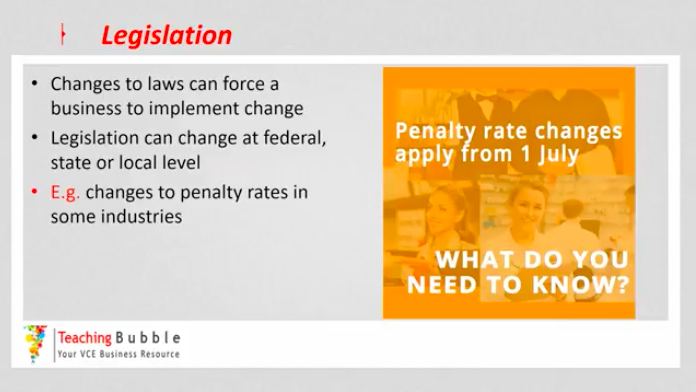 Legislation
• Changes to laws can force a
business to implement change
• Legislation can change at federal,
state or local level
• E.g. changes to penalty rates in
some industries
Penalty rate changes
apply from 1 July
WHAT DO YOU
NEED TO KNOW?
Teaching Bubble
Your VCE Business Resource